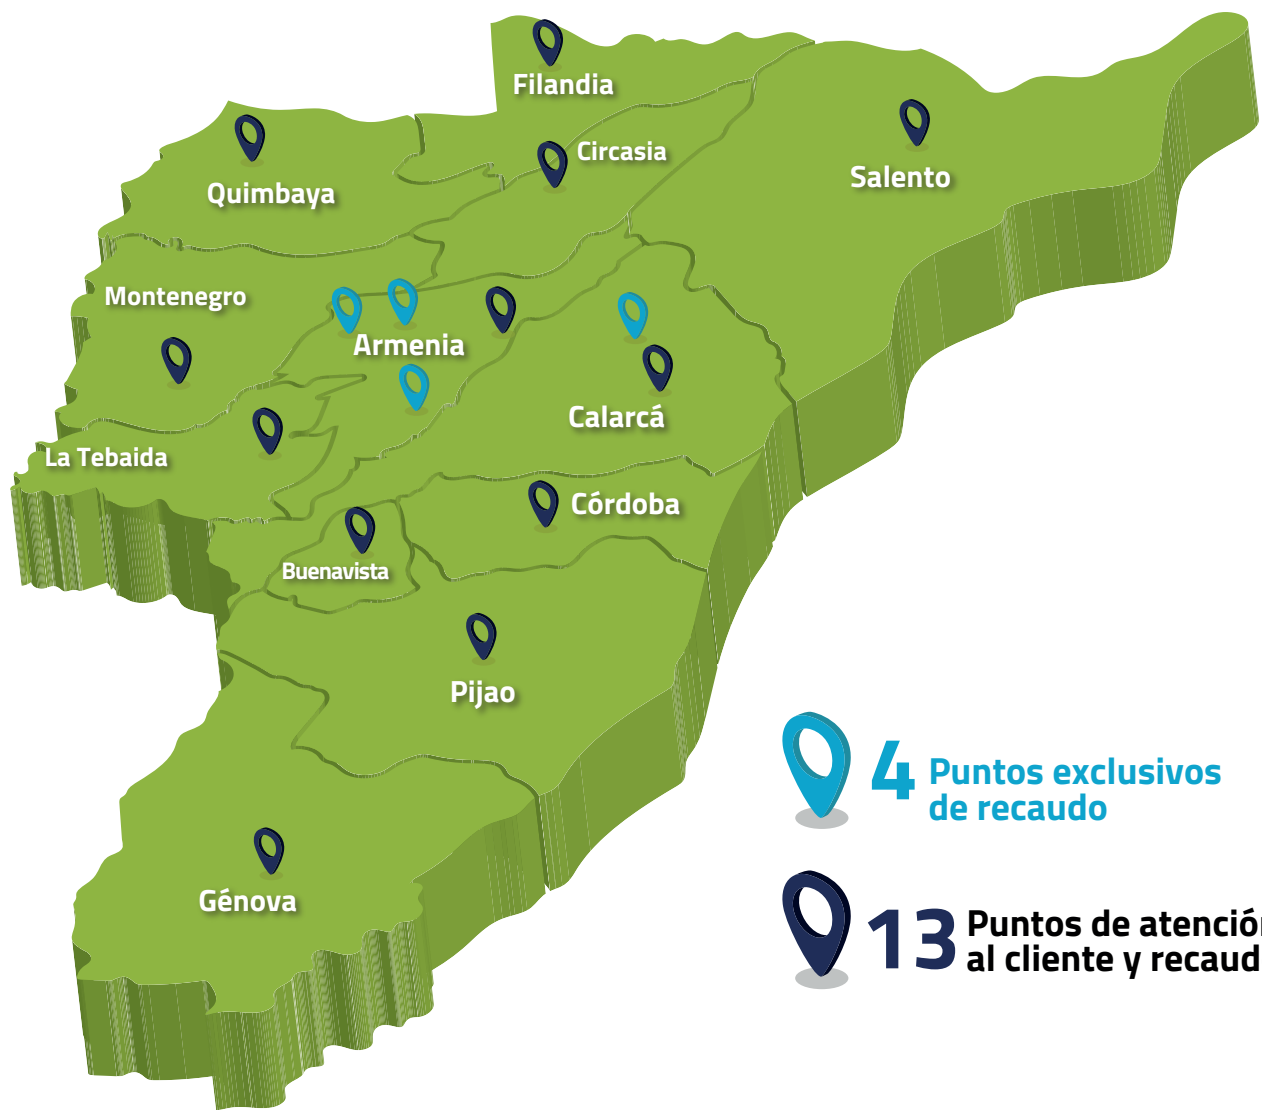 Filandia
Circasia
Salento
Quimbaya
Montenegro
Armenia
Calarcá
La Tebaida
Córdoba
Buenavista
Pijao
Génova
4 Puntos exclusivos
de recaudo
13 Puntos de atención
al cliente y recaud